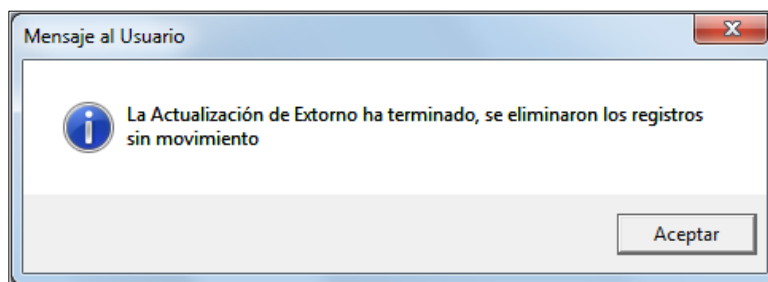 Mensaje al Usuario
La Actualización de Extorno ha terminado, se eliminaron los registros
sin movimiento
Aceptar